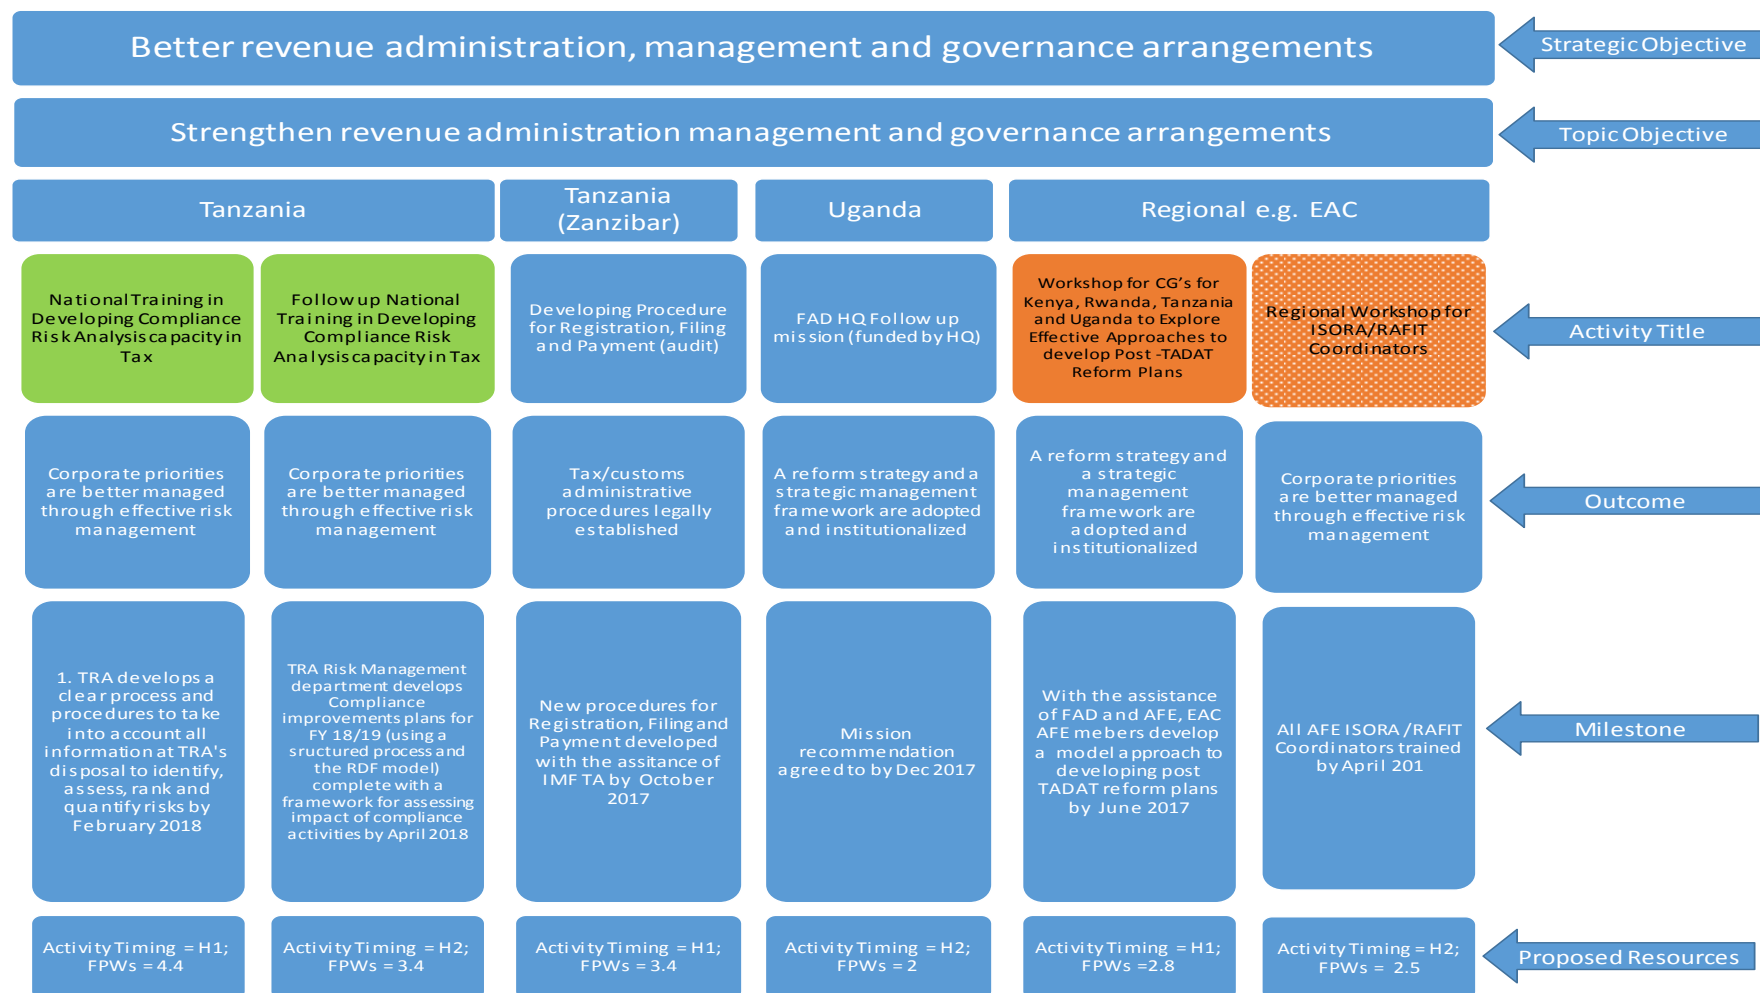 Better revenue administration, management and governance arrangements
Strategic Objective
Strengthen revenue administration management and governance arrangements
Topic Objective
Tanzania
Tanzania
(Zanzibar)
Uganda
Regional e.g. EAC
National Training in
Developing Compliance
Risk Analysis capacity in
Tax
Follow up National
Training in Developing
Compliance Risk
Analysis capacity in Tax
Developing Procedure
for Registration, Filing
and Payment (audit)
FAD HQ Follow up
mission (funded by HQ)
Workshop for CG's for
Kenya, Rwanda, Tanzania
and Uganda to Explore
Effective Approaches to
develop Post -TADAT
Reform Plans
Regional Workshop for
ISORA/RAFIT
Coordinators
Activity Title
Corporate priorities
are better managed
through effective risk
management
Corporate priorities
are better managed
through effective risk
management
Tax/customs
administrative
procedures legally
established
A reform strategy and a
strategic management
framework are adopted
and institutionalized
A reform strategy and
a strategic
management
framework are
adopted and
institutionalized
Corporate priorities
are better managed
through effective risk
management
Outcome
1. TRA develops a
clear process and
procedures to take
into account all
information at TRA's
disposal to identify,
assess, rank and
quantify risks by
February 2018
TRA Risk Management
department develops
Compliance
improvements plans for
FY 18/19 (using a
sructured process and
the RDF model)
complete with a
framework for assessing
impact of compliance
activities by April 2018
New procedures for
Registration, Filing and
Payment developed
with the assitance of
IMF TA by October
2017
Mission
recommendation
agreed to by Dec 2017
With the assistance
of FAD and AFE, EAC
AFE mebers develop
a model approach to
developing post
TADAT reform plans
by June 2017
All AFE ISORA /RAFIT
Coordinators trained
by April 201
Milestone
Activity Timing = H1;
FPWs = 4.4
Activity Timing = H2;
FPWs = 3.4
Activity Timing = H1;
FPWs = 3.4
Activity Timing = H2;
FPWs = 2
Activity Timing = H1;
FPWs =2.8
Activity Timing = H2;
FPWs = 2.5
Proposed Resources